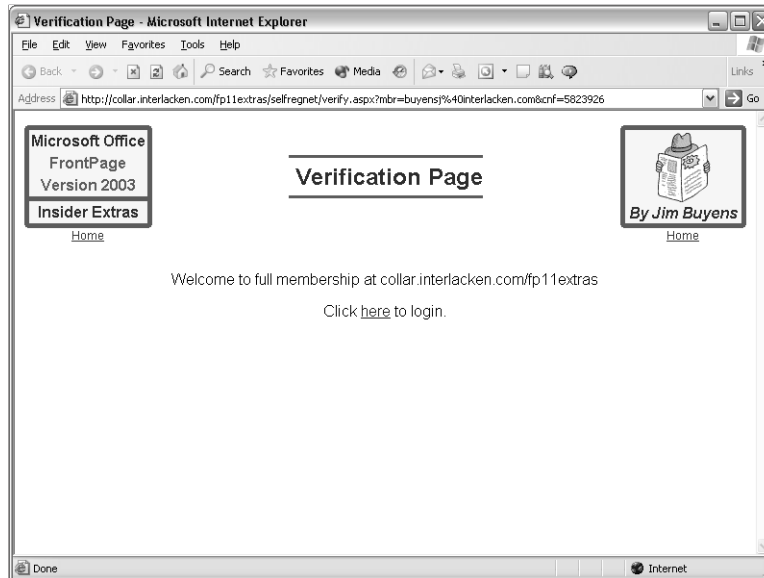 Verification Page - Microsoft Internet Explorer
File Edit View Favorites Tools Help
Back Search Favorites Media Links
Address http://collar.interlacken.com/fp11extras/selfregnet/verify.aspx?mbr=buyensj%40interlacken.com&cnf=5823926 Go
Microsoft Office
FrontPage
Version 2003
Insider Extras
Home
Verification Page
By Jim Buyens
Home
Welcome to full membership at collar.interlacken.com/fp11extras
Click here to login.
Done Internet